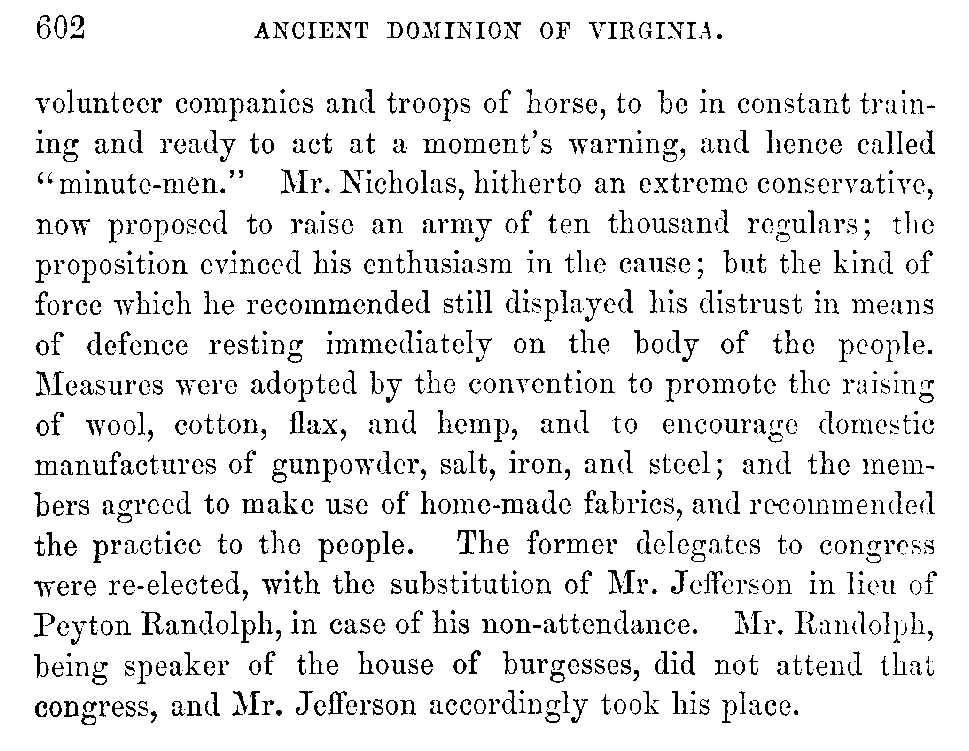 602 ANCIENT DOMINION OF VIRGINIA.
volunteer companies and troops of horse, to be in constant train-
ing and ready to act at a moment's warning, and hence called
"minute-men." Mr. Nicholas, hitherto an extreme conservative,
now proposed to raise an army of ten thousand regulars; the
proposition evinced his enthusiasm in the cause; but the kind of
force which he recommended still displayed his distrust in means
of defence resting immediately on the body of the people.
Measures were adopted by the convention to promote the raising
of wool, cotton, flax, and hemp, and to encourage domestic
manufactures of gunpowder, salt, iron, and steel; and the mem-
bers agreed to make use of home-made fabrics, and recommended
the practice to the people. The former delegates to congress
were re-elected, with the substitution of Mr. Jefferson in lieu of
Peyton Randolph, in case of his non-attendance. Mr. Randolph,
being speaker of the house of burgesses, did not attend that
congress, and Mr. Jefferson accordingly took his place.